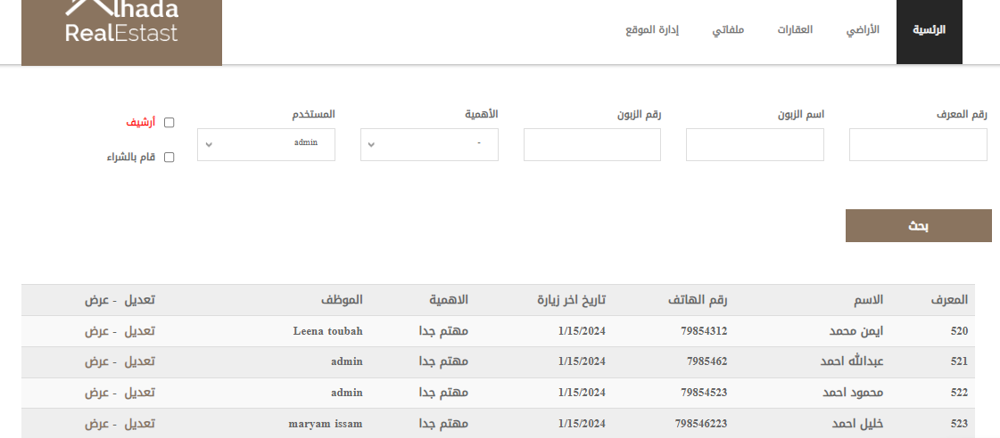 lhada
RealEstast
الرئسية الأراضي العقارات ملفاتي إدارة الموقع
رقم المعرف اسم الزبون رقم الزبون الأهمية المستخدم
أرشيف
- admin
قام بالشراء
بحث
المعرف الاسم رقم الهاتف تاريخ اخر زيارة الاهمية الموظف تعديل - عرض
520 ايمن محمد 79854312 1/15/2024 مهتم جدا Leena toubah تعديل - عرض
521 عبدالله احمد 7985462 1/15/2024 مهتم جدا admin تعديل - عرض
522 محمود احمد 79854523 1/15/2024 مهتم جدا admin تعديل - عرض
523 خليل احمد 798546223 1/15/2024 مهتم جدا maryam issam تعديل - عرض